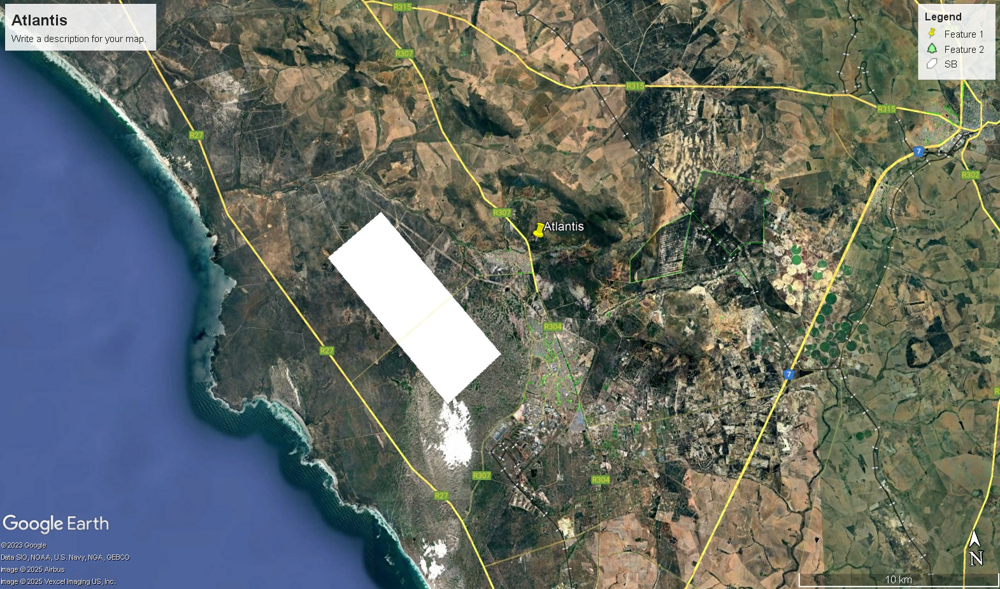 Atlantis
Write a description for your map.
Legend
Feature 1
Feature 2
SB
R315
R307
R315
R315
R27
7
R302
R307
Atlantis
R304
R27
7
R307
R304
R27
Google Earth
©2023 Google
Data SIO, NOAA, U.S. Navy, NGA, GEBCO
Image © 2025 Airbus
Image © 2025 Vexcel Imaging US, Inc.
N
10 km